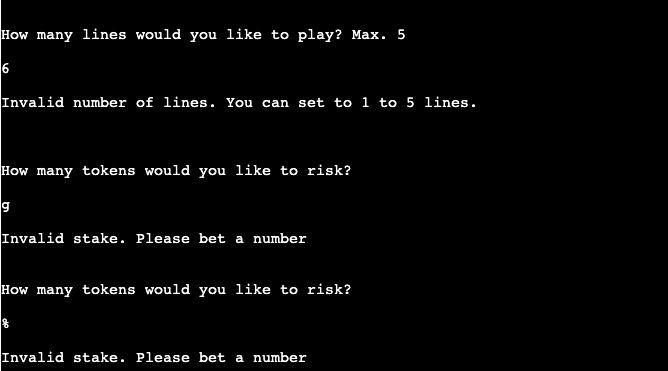 How many lines would you like to play? Max. 5
6
Invalid number of lines. You can set to 1 to 5 lines.
How many tokens would you like to risk?
g
Invalid stake. Please bet a number
How many tokens would you like to risk?
%
Invalid stake. Please bet a number